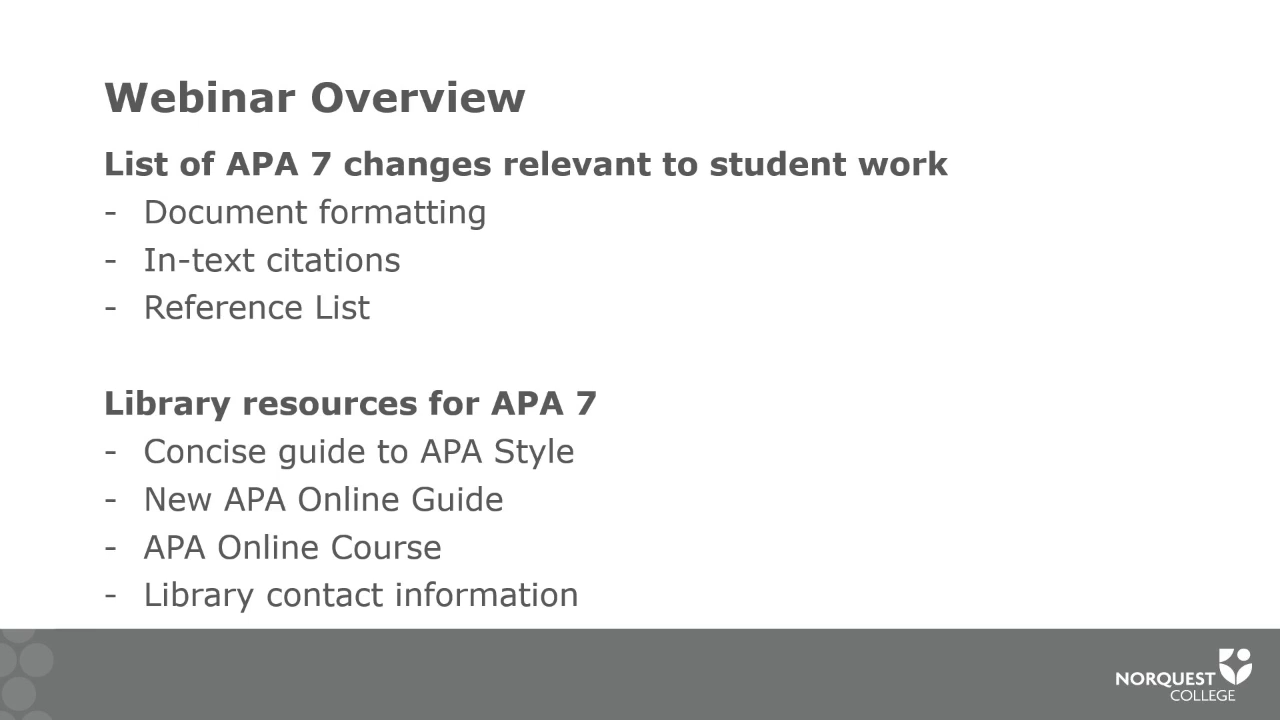 Webinar Overview
List of APA 7 changes relevant to student work
- Document formatting
- In-text citations
- Reference List
Library resources for APA 7
- Concise guide to APA Style
- New APA Online Guide
- APA Online Course
- Library contact information
NORQUEST
COLLEGE